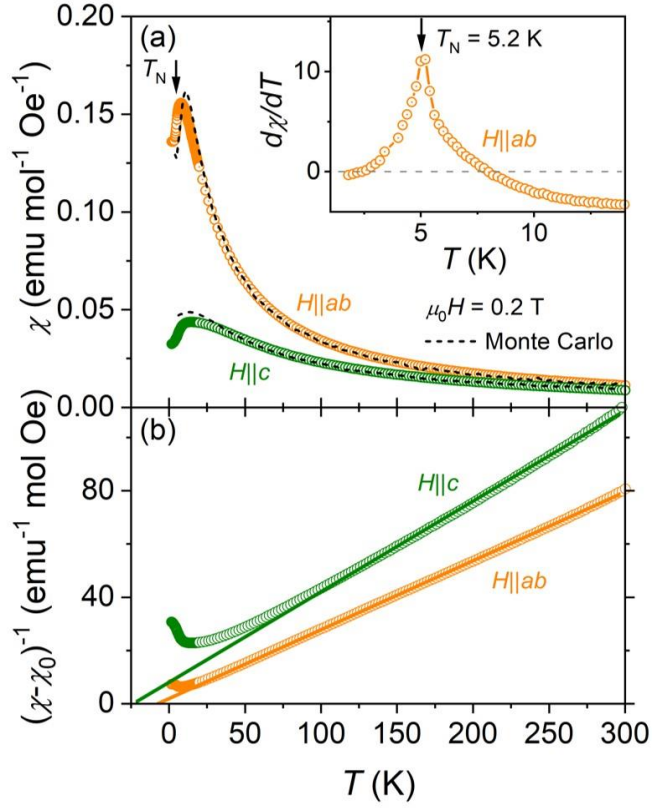 (a)
0.20
0.15
0.10
0.05
0.00
χ (emu mol⁻¹ Oe⁻¹)
T_N
T_N = 5.2 K
10
0
dχ/dT
H||ab
5
10
T (K)
H||ab
μ₀H = 0.2 T
Monte Carlo
H||c
(b)
80
40
0
(χ-χ₀)⁻¹ (emu⁻¹ mol Oe)
H||c
H||ab
0
50
100
150
200
250
300
T (K)